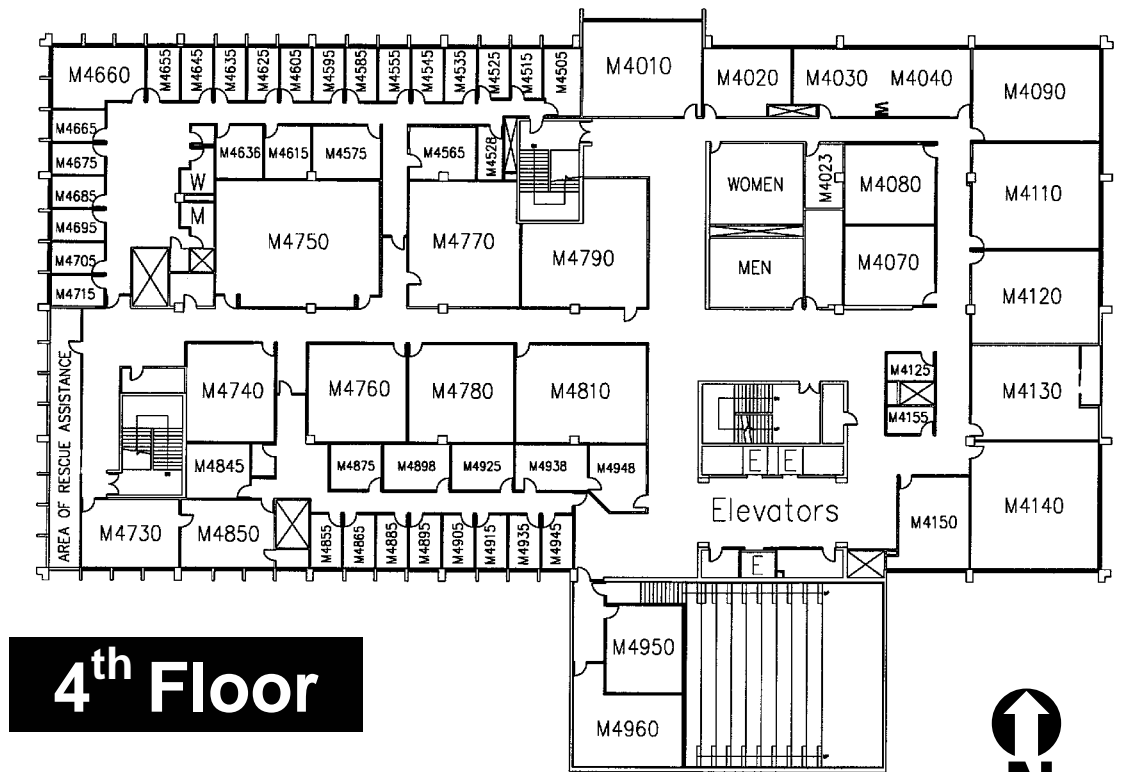 M4010
M4660
M4655
M4645
M4635
M4625
M4605
M4595
M4585
M4555
M4545
M4535
M4525
M4515
M4505
M4020
M4030
M4040
M4090
M4665
M4636
M4615
M4575
M4565
M4528
M4675
W
WOMEN
M4023
M4080
M4110
M4685
M
M4695
M4750
M4770
M4790
M4705
MEN
M4070
M4715
M4120
AREA OF RESCUE ASSISTANCE
M4740
M4760
M4780
M4810
M4125
M4130
M4155
M4845
M4875
M4898
M4925
M4938
M4948
E
E
Elevators
M4730
M4850
M4855
M4865
M4885
M4895
M4905
M4915
M4935
M4945
M4150
M4140
E
M4950
M4960
4th Floor
N